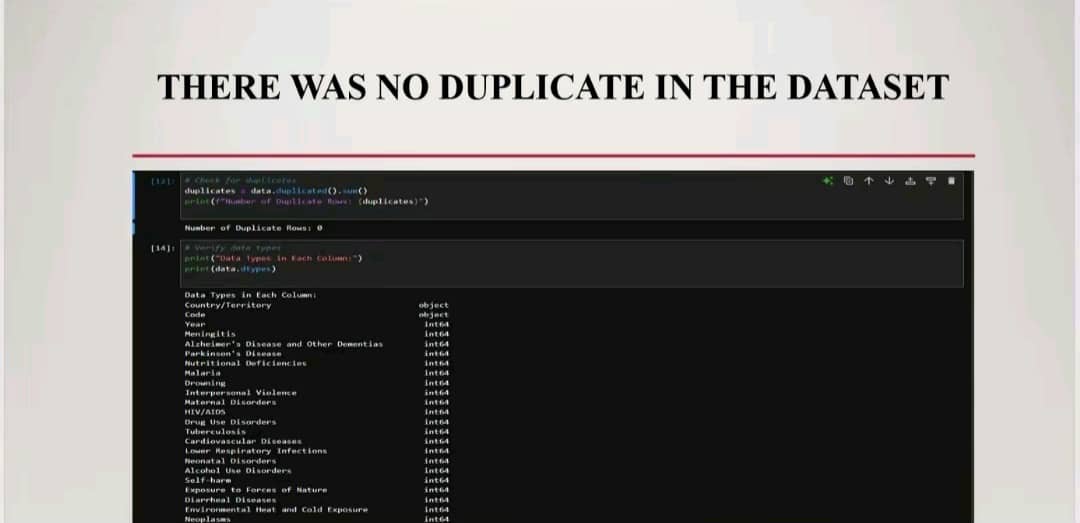 THERE WAS NO DUPLICATE IN THE DATASET
[12]: # Check for duplicates
duplicates = data.duplicated().sum()
print(f"Number of Duplicate Rows: {duplicates}")
Number of Duplicate Rows: 0
[14]: # Verify data types
print("Data Types in Each Column:")
print(data.dtypes)
Data Types in Each Column:
Country/Territory object
Code object
Year int64
Meningitis int64
Alzheimer's Disease and Other Dementias int64
Parkinson's Disease int64
Nutritional Deficiencies int64
Malaria int64
Drowning int64
Interpersonal Violence int64
Maternal Disorders int64
HIV/AIDS int64
Drug Use Disorders int64
Tuberculosis int64
Cardiovascular Diseases int64
Lower Respiratory Infections int64
Neonatal Disorders int64
Alcohol Use Disorders int64
Self-harm int64
Exposure to Forces of Nature int64
Diarrheal Diseases int64
Environmental Heat and Cold Exposure int64
Neoplasms int64